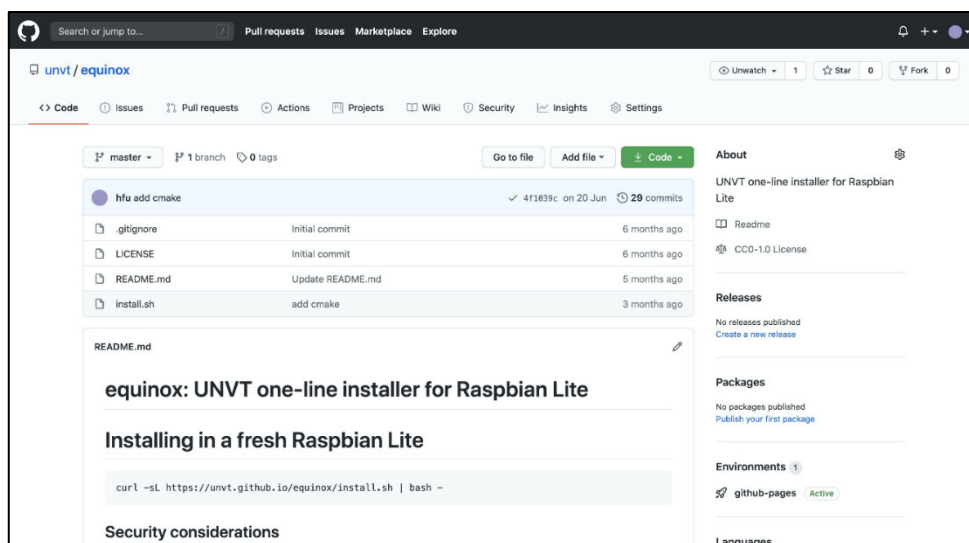 Search or jump to... / Pull requests Issues Marketplace Explore
unvt / equinox
Unwatch 1 Star 0 Fork 0
Code Issues Pull requests Actions Projects Wiki Security Insights Settings
master 1 branch 0 tags Go to file Add file Code
hfu add cmake 4f1039c on 20 Jun 29 commits
.gitignore Initial commit 6 months ago
LICENSE Initial commit 6 months ago
README.md Update README.md 5 months ago
install.sh add cmake 3 months ago
README.md
equinox: UNVT one-line installer for Raspbian Lite
Installing in a fresh Raspbian Lite
curl -sL https://unvt.github.io/equinox/install.sh | bash -
Security considerations
About
UNVT one-line installer for Raspbian
Lite
Readme
CC0-1.0 License
Releases
No releases published
Create a new release
Packages
No packages published
Publish your first package
Environments 1
github-pages Active
Languages